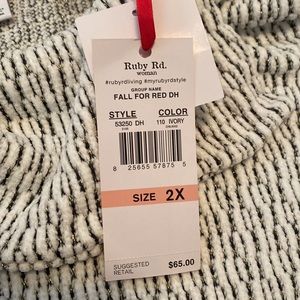 Ruby Rd.
woman
#rubyrdliving #myrubyrdstyle
GROUP NAME
FALL FOR RED DH
STYLE COLOR
53250 DH 110 IVORY
8 25655 57875 5
SIZE 2X
SUGGESTED
RETAIL $65.00